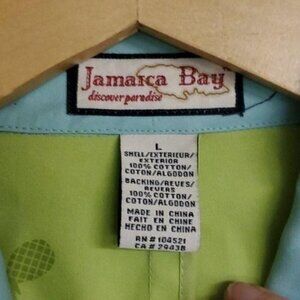 Jamaica Bay
discover paradise
L
SHELL/EXTERIEUR/
EXTERIOR
100% COTTON/
COTON/ALGODON
BACKING/REVES/
REVERS
100% COTTON/
COTON/ALGODON
MADE IN CHINA
FAIT EN CHINE
HECHO EN CHINA
RN # 104521
CA # 29438